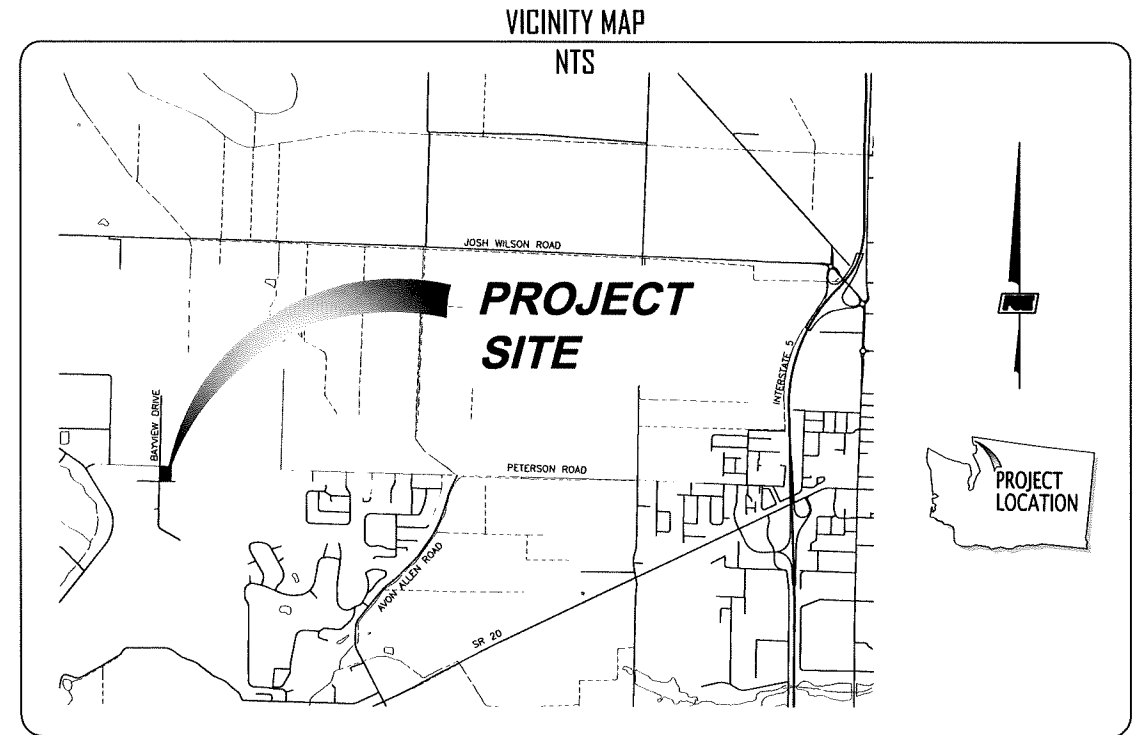 VICINITY MAP
NTS
JOSH WILSON ROAD
PROJECT
SITE
INTERSTATE 5
BAYVIEW DRIVE
PETERSON ROAD
AVON ALLEN ROAD
SR 20
PROJECT
LOCATION